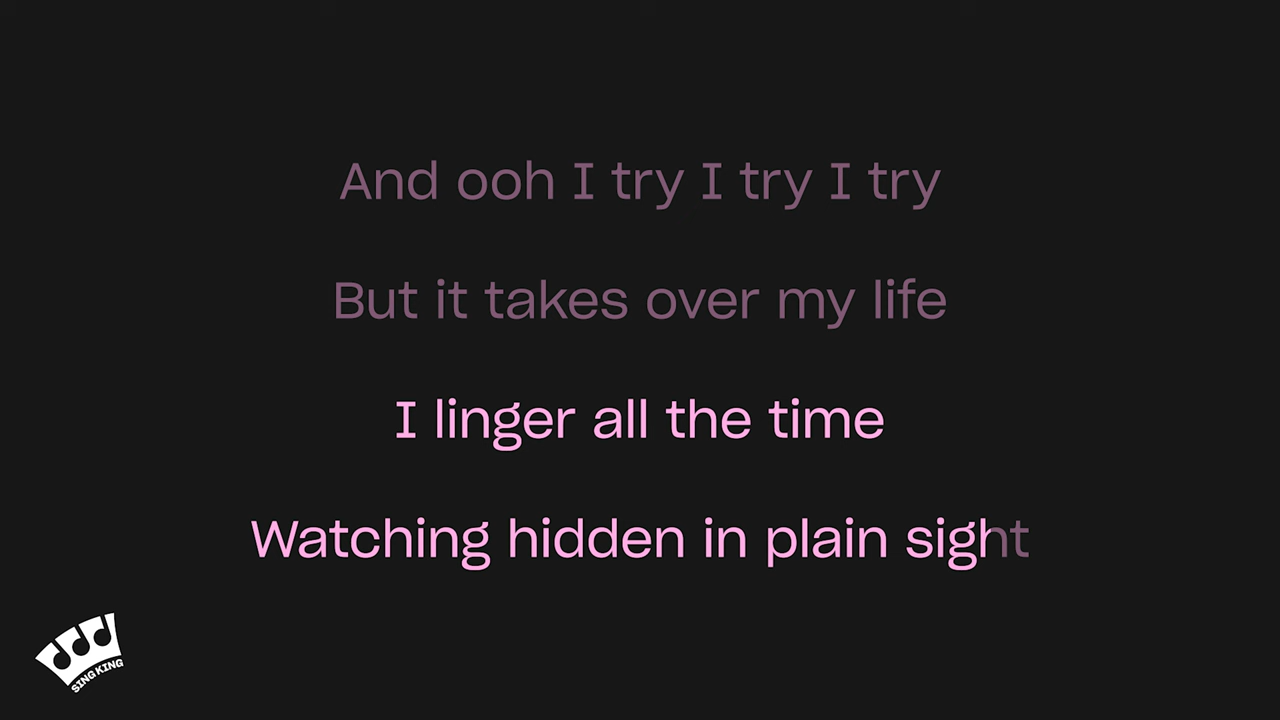 And ooh I try I try I try
But it takes over my life
I linger all the time
Watching hidden in plain sight
SING KING